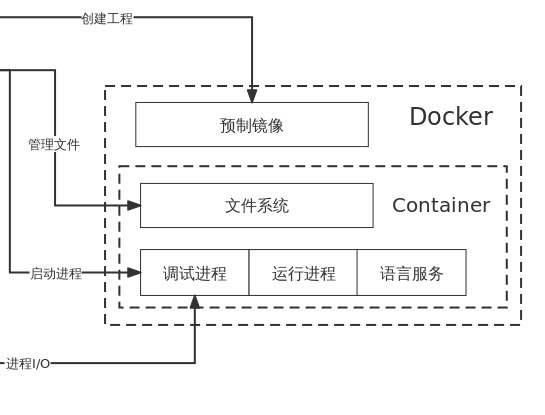 创建工程
Docker
预制镜像
管理文件
文件系统
Container
启动进程
调试进程
运行进程
语言服务
进程I/O